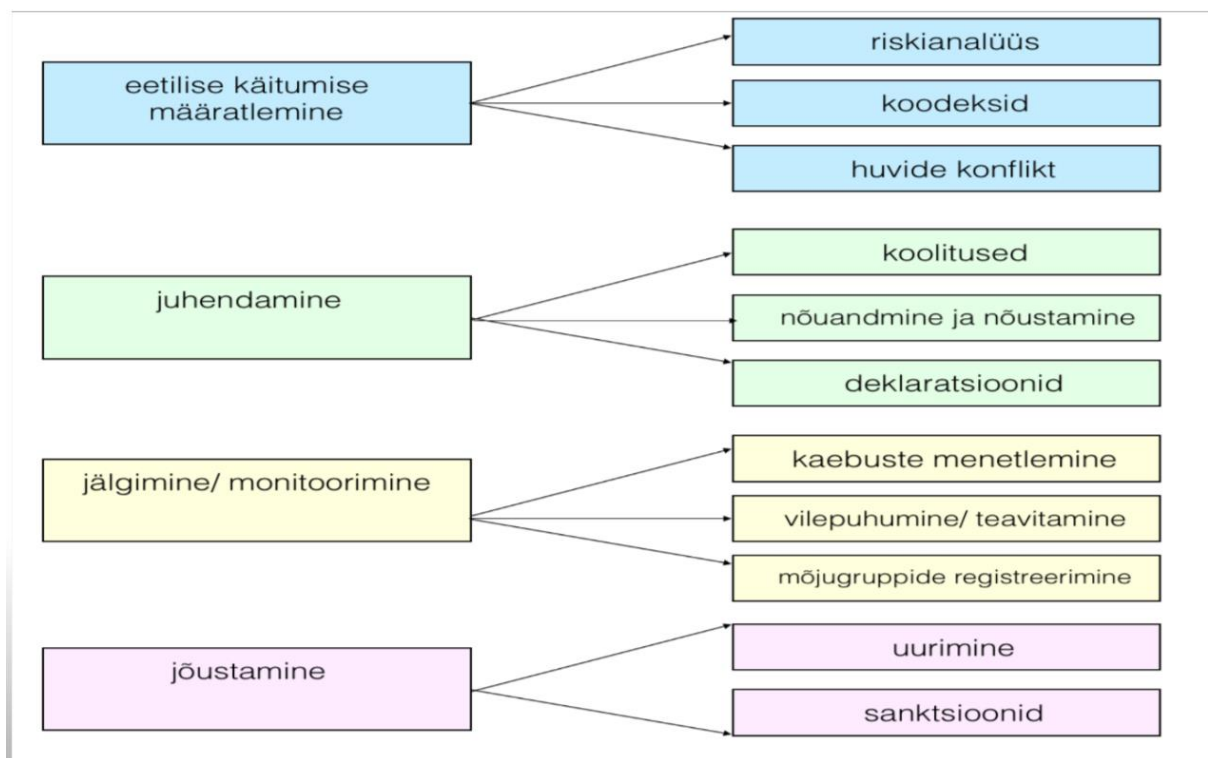 eetilise käitumise
määratlemine
riskianalüüs
koodeksid
huvide konflikt
juhendamine
koolitused
nõuandmine ja nõustamine
deklaratsioonid
jälgimine/ monitoorimine
kaebuste menetlemine
vilepuhumine/ teavitamine
mõjugruppide registreerimine
jõustamine
uurimine
sanktsioonid